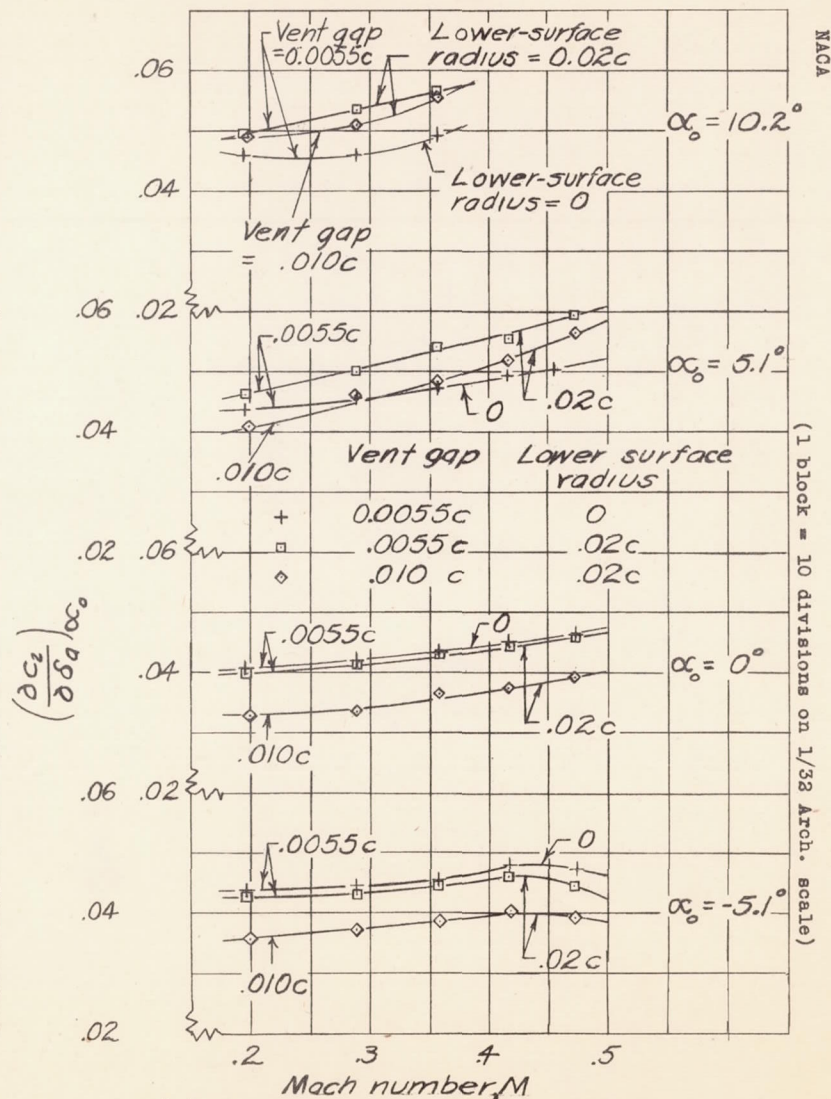 NACA
Vent gap
=0.0055c
Lower-surface
radius = 0.02c
.06
α₀ = 10.2°
.04
Lower-surface
radius = 0
Vent gap
= .010c
.06 .02
.0055c
α₀ = 5.1°
0
.02c
.04
.010c
Vent gap Lower surface
radius
+ 0.0055c 0
.02 .06
□ .0055c .02c
◇ .010 c .02c
0
.0055c
.04
α₀ = 0°
.02c
.010c
.06 .02
0
.0055c
.04
α₀ = -5.1°
.02c
.010c
.02
.2 .3 .4 .5
Mach number, M
(∂c₂/∂δₐ)α₀
(1 block = 10 divisions on 1/32 Arch. scale)